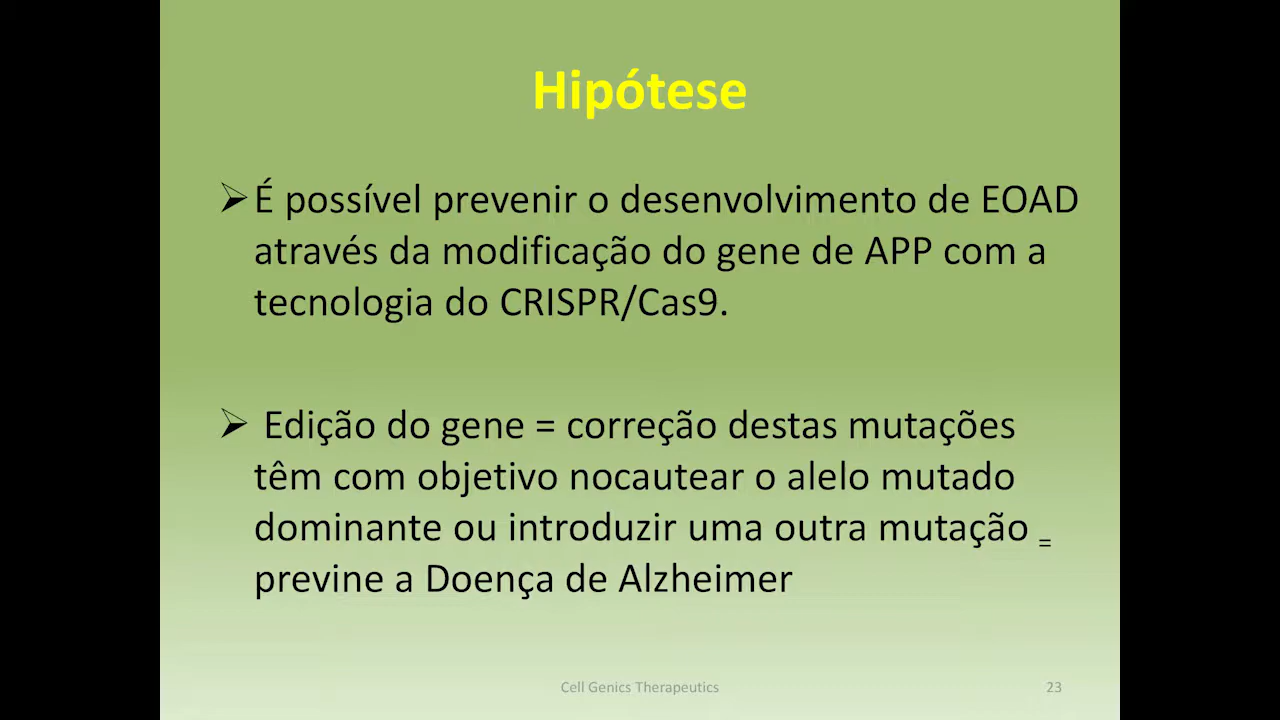 Hipótese
➢É possível prevenir o desenvolvimento de EOAD
através da modificação do gene de APP com a
tecnologia do CRISPR/Cas9.
➢ Edição do gene = correção destas mutações
têm com objetivo nocautear o alelo mutado
dominante ou introduzir uma outra mutação =
previne a Doença de Alzheimer
Cell Genics Therapeutics 23